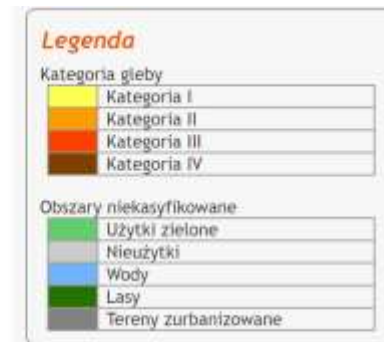 Legenda
Kategoria gleby
Kategoria I
Kategoria II
Kategoria III
Kategoria IV
Obszary niekasyfikowane
Użytki zielone
Nieużytki
Wody
Lasy
Tereny zurbanizowane